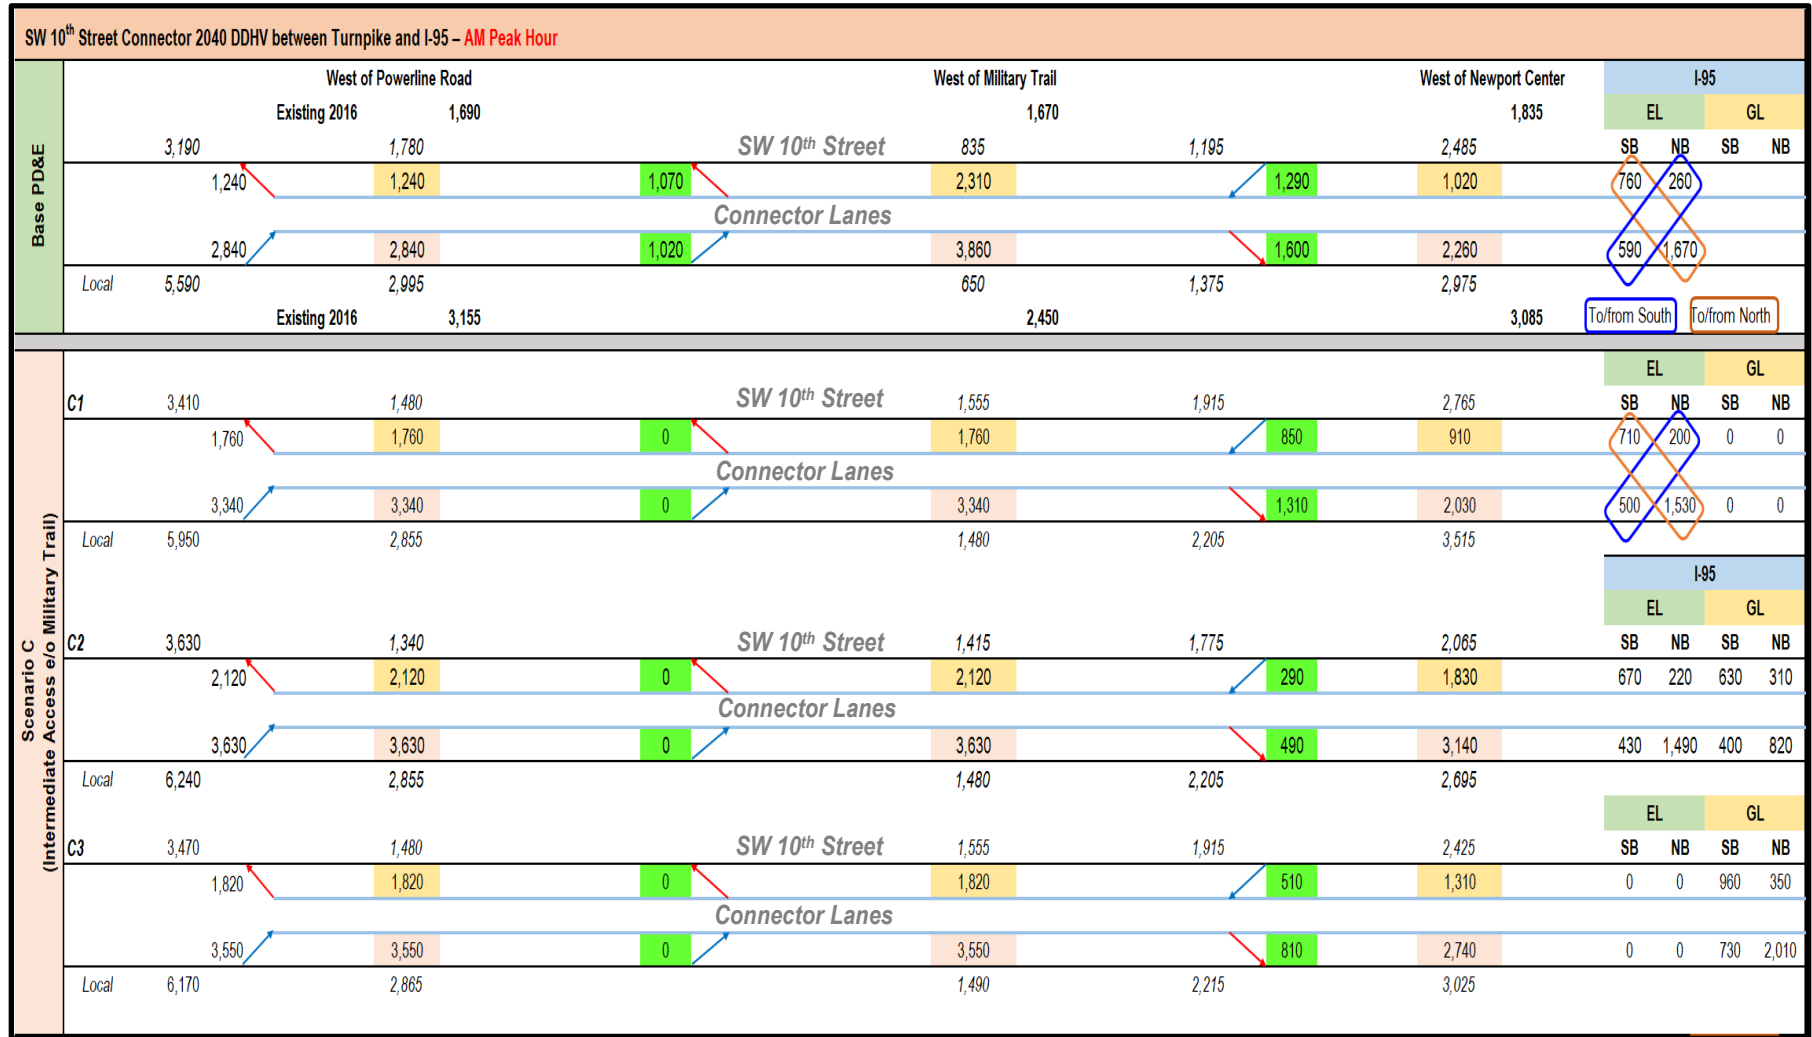 SW 10th Street Connector 2040 DDHV between Turnpike and I-95 – AM Peak Hour
Base PD&E
West of Powerline Road West of Military Trail West of Newport Center I-95
Existing 2016 1,690 1,670 1,835 EL GL
3,190 1,780 SW 10th Street 835 1,195 2,485 SB NB SB NB
1,240 1,240 1,070 2,310 1,290 1,020 760 260
Connector Lanes
2,840 2,840 1,020 3,860 1,600 2,260 590 1,670
Local 5,590 2,995 650 1,375 2,975
Existing 2016 3,155 2,450 3,085 To/from South To/from North
Scenario C
(Intermediate Access e/o Military Trail)
EL GL
C1 3,410 1,480 SW 10th Street 1,555 1,915 2,765 SB NB SB NB
1,760 1,760 0 1,760 850 910 710 200 0 0
Connector Lanes
3,340 3,340 0 3,340 1,310 2,030 500 1,530 0 0
Local 5,950 2,855 1,480 2,205 3,515
I-95
EL GL
C2 3,630 1,340 SW 10th Street 1,415 1,775 2,065 SB NB SB NB
2,120 2,120 0 2,120 290 1,830 670 220 630 310
Connector Lanes
3,630 3,630 0 3,630 490 3,140 430 1,490 400 820
Local 6,240 2,855 1,480 2,205 2,695
EL GL
C3 3,470 1,480 SW 10th Street 1,555 1,915 2,425 SB NB SB NB
1,820 1,820 0 1,820 510 1,310 0 0 960 350
Connector Lanes
3,550 3,550 0 3,550 810 2,740 0 0 730 2,010
Local 6,170 2,865 1,490 2,215 3,025